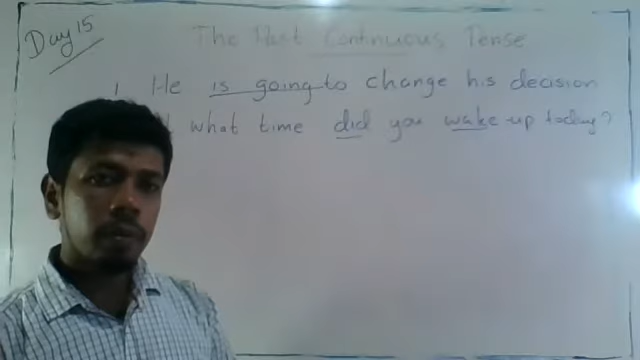 Day 15
The Past Continuous Tense
1. He is going to change his decision
what time did you wake up today?